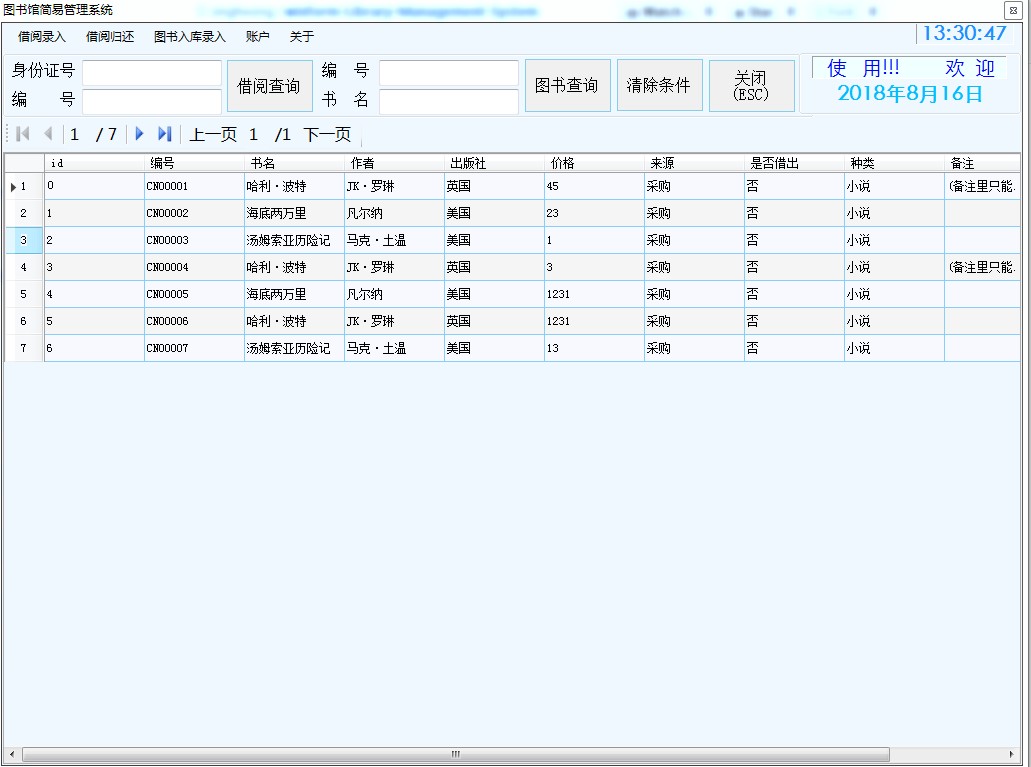 图书馆简易管理系统
借阅录入 借阅归还 图书入库录入 账户 关于 13:30:47
身份证号 编 号 使 用!!! 欢 迎
借阅查询 图书查询 清除条件 关闭 (ESC)
编 号 书 名 2018年8月16日
1 / 7 上一页 1 /1 下一页
id 编号 书名 作者 出版社 价格 来源 是否借出 种类 备注
1 0 CN00001 哈利·波特 JK·罗琳 英国 45 采购 否 小说 (备注里只能.
2 1 CN00002 海底两万里 凡尔纳 美国 23 采购 否 小说
3 2 CN00003 汤姆索亚历险记 马克·土温 美国 1 采购 否 小说
4 3 CN00004 哈利·波特 JK·罗琳 英国 3 采购 否 小说 (备注里只能.
5 4 CN00005 海底两万里 凡尔纳 美国 1231 采购 否 小说
6 5 CN00006 哈利·波特 JK·罗琳 英国 1231 采购 否 小说
7 6 CN00007 汤姆索亚历险记 马克·土温 美国 13 采购 否 小说